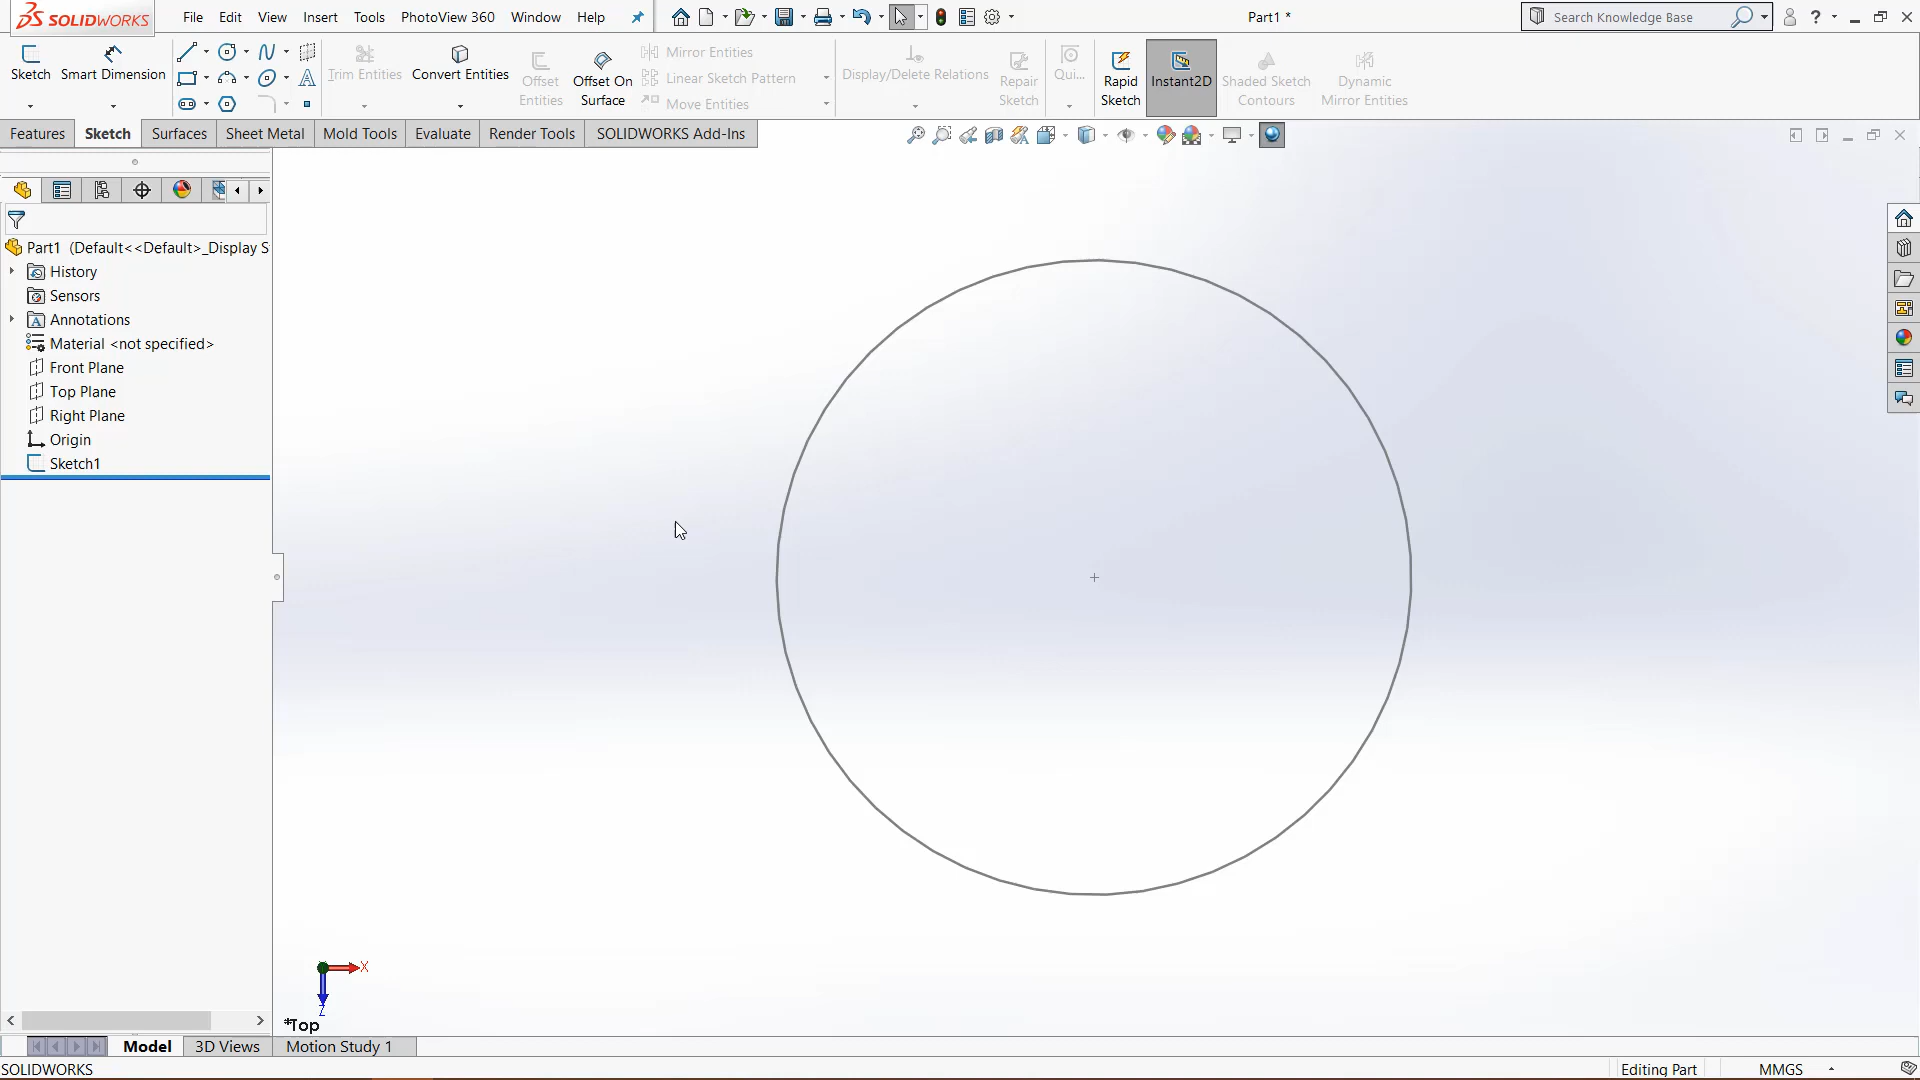 SOLIDWORKS File Edit View Insert Tools PhotoView 360 Window Help Part1 * Search Knowledge Base ?
Sketch Smart Dimension Trim Entities Convert Entities Offset Entities Offset On Surface Mirror Entities Linear Sketch Pattern Move Entities Display/Delete Relations Repair Sketch Qui... Rapid Sketch Instant2D Shaded Sketch Contours Dynamic Mirror Entities
Features Sketch Surfaces Sheet Metal Mold Tools Evaluate Render Tools SOLIDWORKS Add-Ins
Part1 (Default<<Default>_Display S
History
Sensors
Annotations
Material <not specified>
Front Plane
Top Plane
Right Plane
Origin
Sketch1
X
Z
*Top
Model 3D Views Motion Study 1
SOLIDWORKS Editing Part MMGS